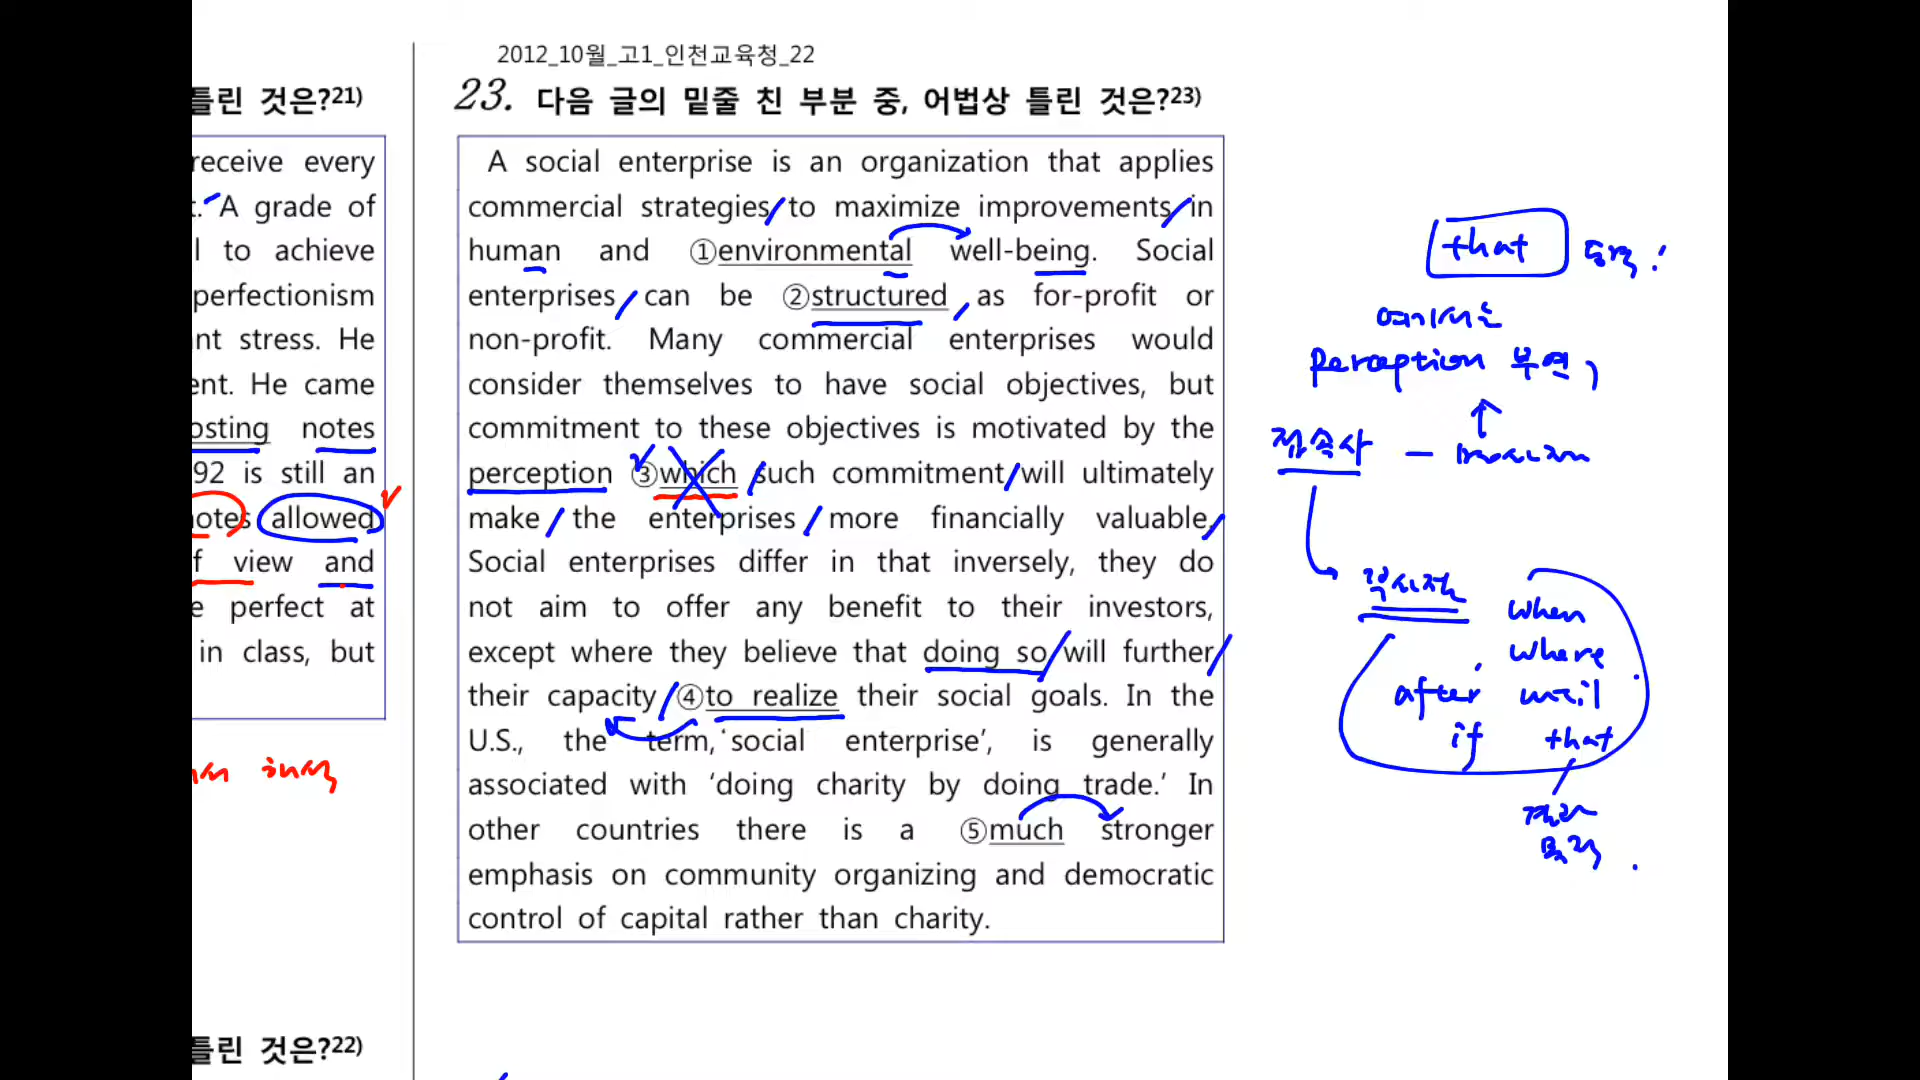 틀린 것은?21)
receive every
t. A grade of
l to achieve
perfectionism
nt stress. He
ent. He came
osting notes
92 is still an
notes allowed
f view and
e perfect at
in class, but
틀린 것은?22)
2012_10월_고1_인천교육청_22
23. 다음 글의 밑줄 친 부분 중, 어법상 틀린 것은?23)
A social enterprise is an organization that applies
commercial strategies to maximize improvements in
human and ①environmental well-being. Social
enterprises can be ②structured as for-profit or
non-profit. Many commercial enterprises would
consider themselves to have social objectives, but
commitment to these objectives is motivated by the
perception ③which such commitment will ultimately
make the enterprises more financially valuable.
Social enterprises differ in that inversely, they do
not aim to offer any benefit to their investors,
except where they believe that doing so will further
their capacity ④to realize their social goals. In the
U.S., the term, ‘social enterprise’, is generally
associated with ‘doing charity by doing trade.’ In
other countries there is a ⑤much stronger
emphasis on community organizing and democratic
control of capital rather than charity.
that 동격!
여기서는
perception 부연,
접속사 –
when
where
after until
if that